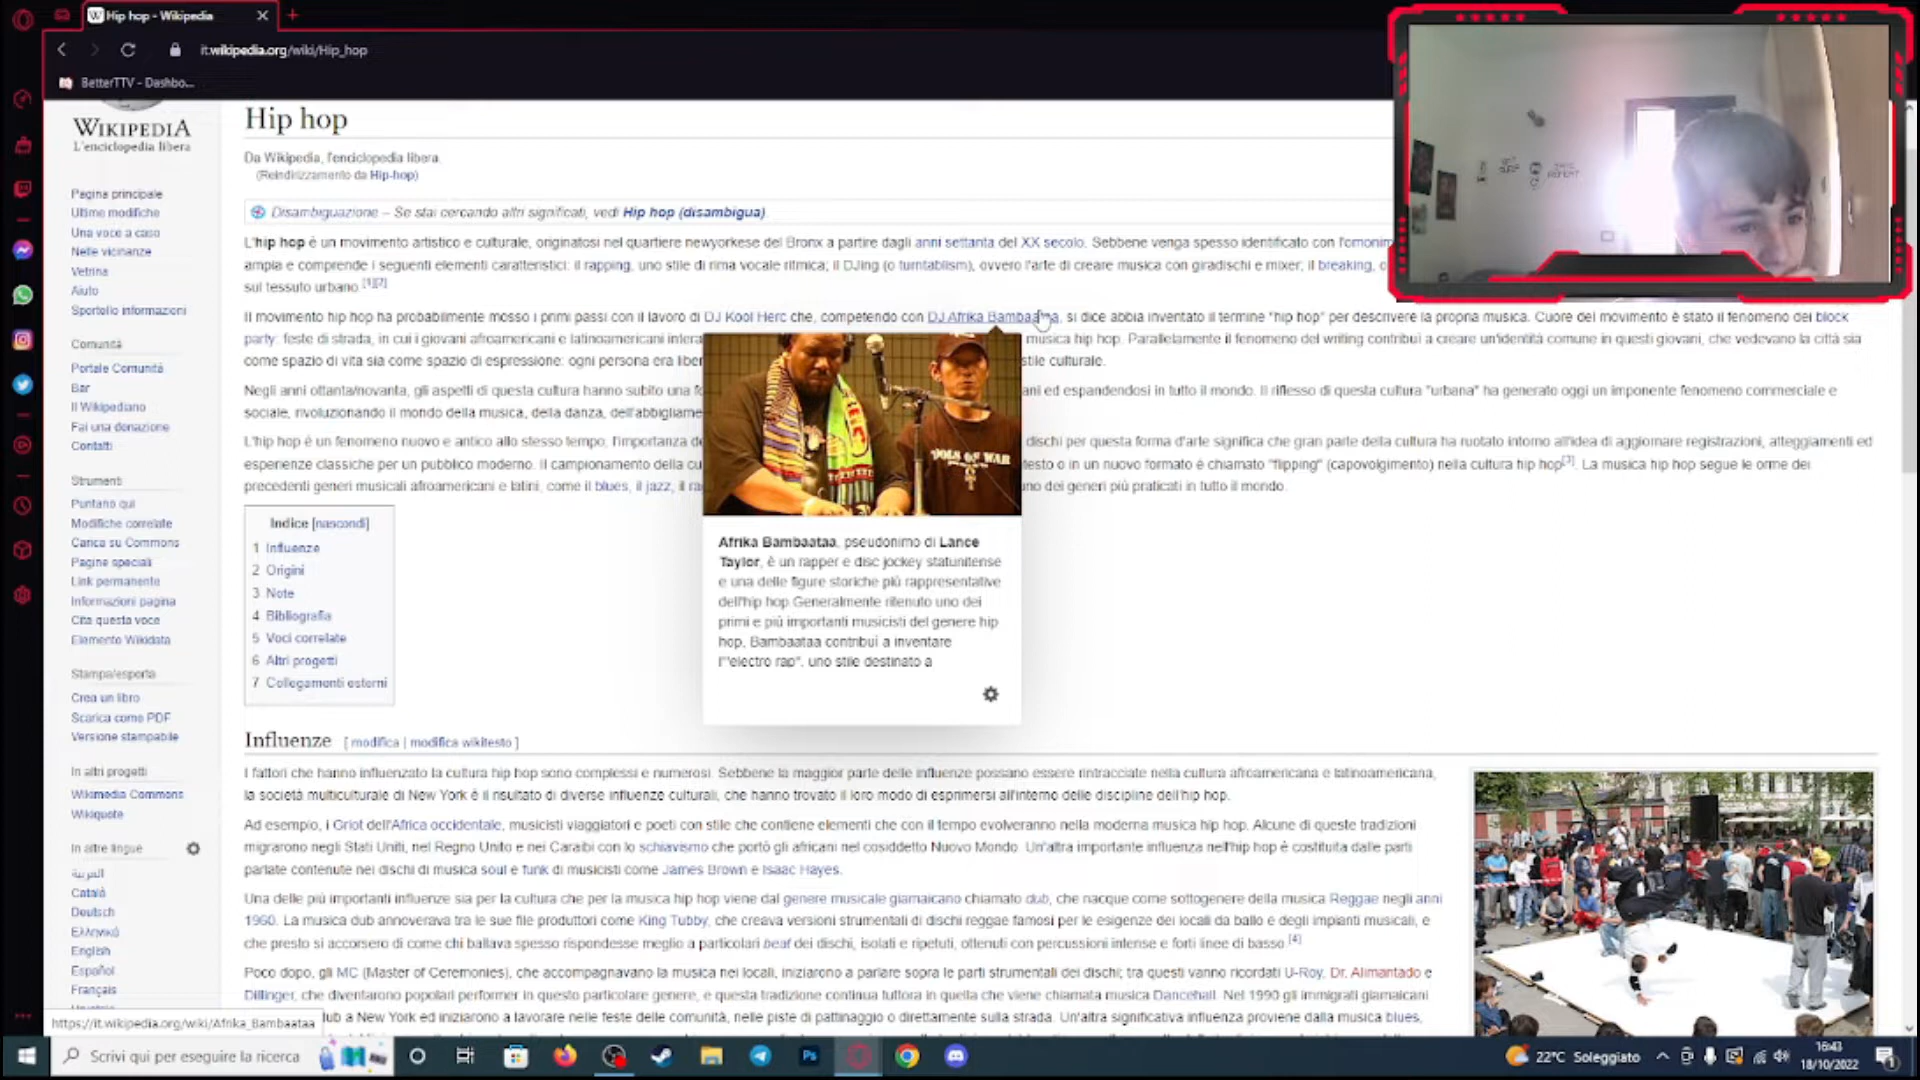 Hip hop - Wikipedia
it.wikipedia.org/wiki/Hip_hop
BetterTTV - Dashbo...
WIKIPEDIA
L'enciclopedia libera
Pagina principale
Ultime modifiche
Una voce a caso
Nelle vicinanze
Vetrina
Aiuto
Sportello informazioni
Comunità
Portale Comunità
Bar
Il Wikipediano
Fai una donazione
Contatti
Strumenti
Puntano qui
Modifiche correlate
Carica su Commons
Pagine speciali
Link permanente
Informazioni pagina
Cita questa voce
Elemento Wikidata
Stampa/esporta
Crea un libro
Scarica come PDF
Versione stampabile
In altri progetti
Wikimedia Commons
Wikiquote
In altre lingue
العربية
Català
Deutsch
Ελληνικά
English
Español
Français
Hip hop
Da Wikipedia, l'enciclopedia libera.
(Reindirizzamento da Hip-hop)
Disambiguazione – Se stai cercando altri significati, vedi Hip hop (disambigua).
L'hip hop è un movimento artistico e culturale, originatosi nel quartiere newyorkese del Bronx a partire dagli anni settanta del XX secolo. Sebbene venga spesso identificato con l'omonim
ampia e comprende i seguenti elementi caratteristici: il rapping, uno stile di rima vocale ritmica; il DJing (o turntablism), ovvero l'arte di creare musica con giradischi e mixer; il breaking,
sul tessuto urbano.[1][2]
Il movimento hip hop ha probabilmente mosso i primi passi con il lavoro di DJ Kool Herc che, competendo con DJ Afrika Bambaataa, si dice abbia inventato il termine "hip hop" per descrivere la propria musica. Cuore del movimento è stato il fenomeno dei block
party: feste di strada, in cui i giovani afroamericani e latinoamericani intera musica hip hop. Parallelamente il fenomeno del writing contribuì a creare un'identità comune in questi giovani, che vedevano la città sia
come spazio di vita sia come spazio di espressione: ogni persona era liber stile culturale.
Negli anni ottanta/novanta, gli aspetti di questa cultura hanno subito una fo ani ed espandendosi in tutto il mondo. Il riflesso di questa cultura "urbana" ha generato oggi un imponente fenomeno commerciale e
sociale, rivoluzionando il mondo della musica, della danza, dell'abbigliame
L'hip hop è un fenomeno nuovo e antico allo stesso tempo; l'importanza de dischi per questa forma d'arte significa che gran parte della cultura ha ruotato intorno all'idea di aggiornare registrazioni, atteggiamenti ed
esperienze classiche per un pubblico moderno. Il campionamento della cu testo o in un nuovo formato è chiamato "flipping" (capovolgimento) nella cultura hip hop[3]. La musica hip hop segue le orme dei
precedenti generi musicali afroamericani e latini, come il blues, il jazz, il ra uno dei generi più praticati in tutto il mondo.
TOOLS OF WAR
Afrika Bambaataa, pseudonimo di Lance
Taylor, è un rapper e disc jockey statunitense
e una delle figure storiche più rappresentative
dell'hip hop.Generalmente ritenuto uno dei
primi e più importanti musicisti del genere hip
hop, Bambaataa contribuì a inventare
l'"electro rap", uno stile destinato a
Indice [nascondi]
1 Influenze
2 Origini
3 Note
4 Bibliografia
5 Voci correlate
6 Altri progetti
7 Collegamenti esterni
Influenze [ modifica | modifica wikitesto ]
I fattori che hanno influenzato la cultura hip hop sono complessi e numerosi. Sebbene la maggior parte delle influenze possano essere rintracciate nella cultura afroamericana e latinoamericana,
la società multiculturale di New York è il risultato di diverse influenze culturali, che hanno trovato il loro modo di esprimersi all'interno delle discipline dell'hip hop.
Ad esempio, i Griot dell'Africa occidentale, musicisti viaggiatori e poeti con stile che contiene elementi che con il tempo evolveranno nella moderna musica hip hop. Alcune di queste tradizioni
migrarono negli Stati Uniti, nel Regno Unito e nei Caraibi con lo schiavismo che portò gli africani nel cosiddetto Nuovo Mondo. Un'altra importante influenza nell'hip hop è costituita dalle parti
parlate contenute nei dischi di musica soul e funk di musicisti come James Brown e Isaac Hayes.
Una delle più importanti influenze sia per la cultura che per la musica hip hop viene dal genere musicale giamaicano chiamato dub, che nacque come sottogenere della musica Reggae negli anni
1960. La musica dub annoverava tra le sue file produttori come King Tubby, che creava versioni strumentali di dischi reggae famosi per le esigenze dei locali da ballo e degli impianti musicali, e
che presto si accorsero di come chi ballava spesso rispondesse meglio a particolari beat dei dischi, isolati e ripetuti, ottenuti con percussioni intense e forti linee di basso.[4]
Poco dopo, gli MC (Master of Ceremonies), che accompagnavano la musica nei locali, iniziarono a parlare sopra le parti strumentali dei dischi; tra questi vanno ricordati U-Roy, Dr. Alimantado e
Dillinger, che diventarono popolari performer in questo particolare genere, e questa tradizione continua tuttora in quella che viene chiamata musica Dancehall. Nel 1990 gli immigrati giamaicani
lub a New York ed iniziarono a lavorare nelle feste delle comunità, nelle piste di pattinaggio o direttamente sulla strada. Un'altra significativa influenza proviene dalla musica blues,
https://it.wikipedia.org/wiki/Afrika_Bambaataa
Scrivi qui per eseguire la ricerca
Ps
22°C Soleggiato
16:43
18/10/2022
1